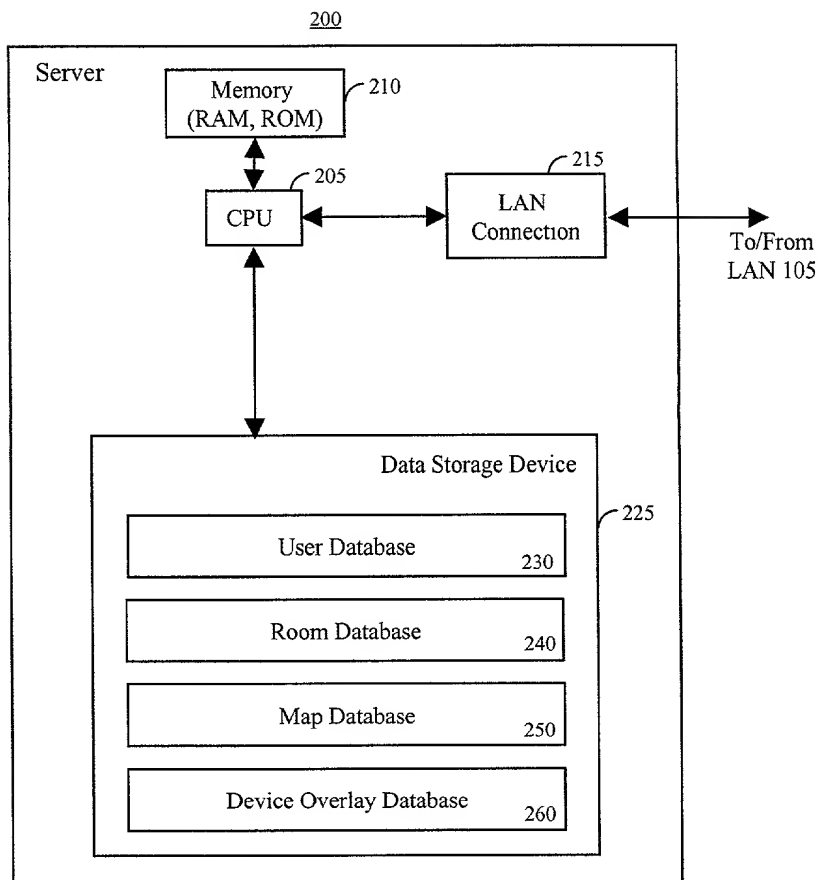 200
Server
Memory
(RAM, ROM)
210
205
CPU
215
LAN
Connection
To/From
LAN 105
Data Storage Device
225
User Database
230
Room Database
240
Map Database
250
Device Overlay Database
260